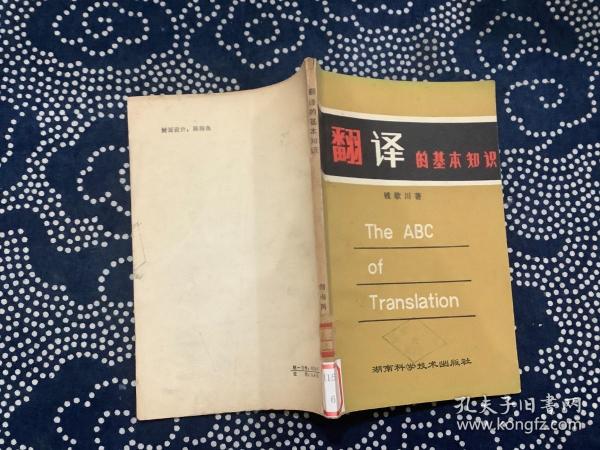 翻译的基本知识
钱歌川著
The ABC
of
Translation
湖南科学技术出版社
翻译的基本知识
115
6
孔夫子旧书网
www.kongfz.com